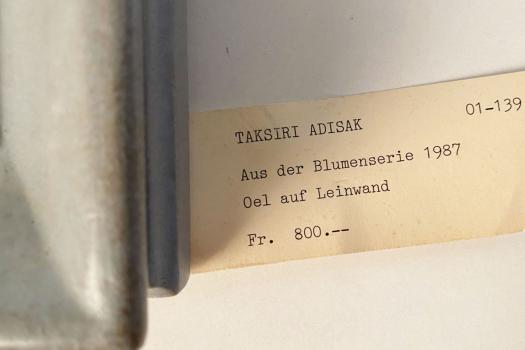 01-139
TAKSIRI ADISAK
Aus der Blumenserie 1987
Oel auf Leinwand
Fr. 800.--